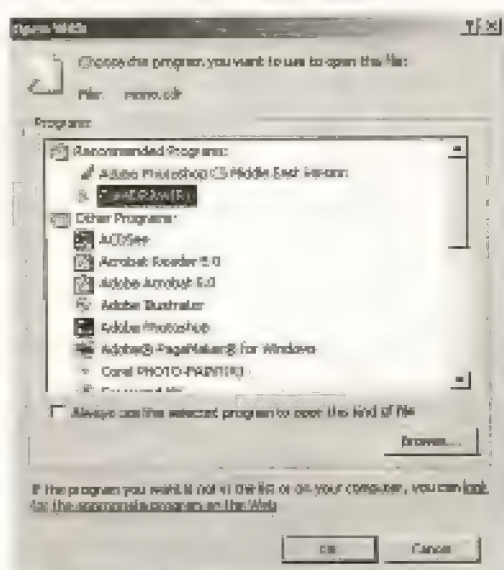 Open With
Choose the program you want to use to open the file:
File: mono.cdr
Programs
Recommended Programs:
Adobe Photoshop CS Middle East Version
CorelDRAW(R)
Other Programs:
ACDSee
Acrobat Reader 5.0
Adobe Acrobat 6.0
Adobe Illustrator
Adobe Photoshop
Adobe® PageMaker® for Windows
Corel PHOTO-PAINT(R)
Always use the selected program to open this kind of file
Browse...
If the program you want is not in the list or on your computer, you can look
for the appropriate program on the Web.
OK
Cancel